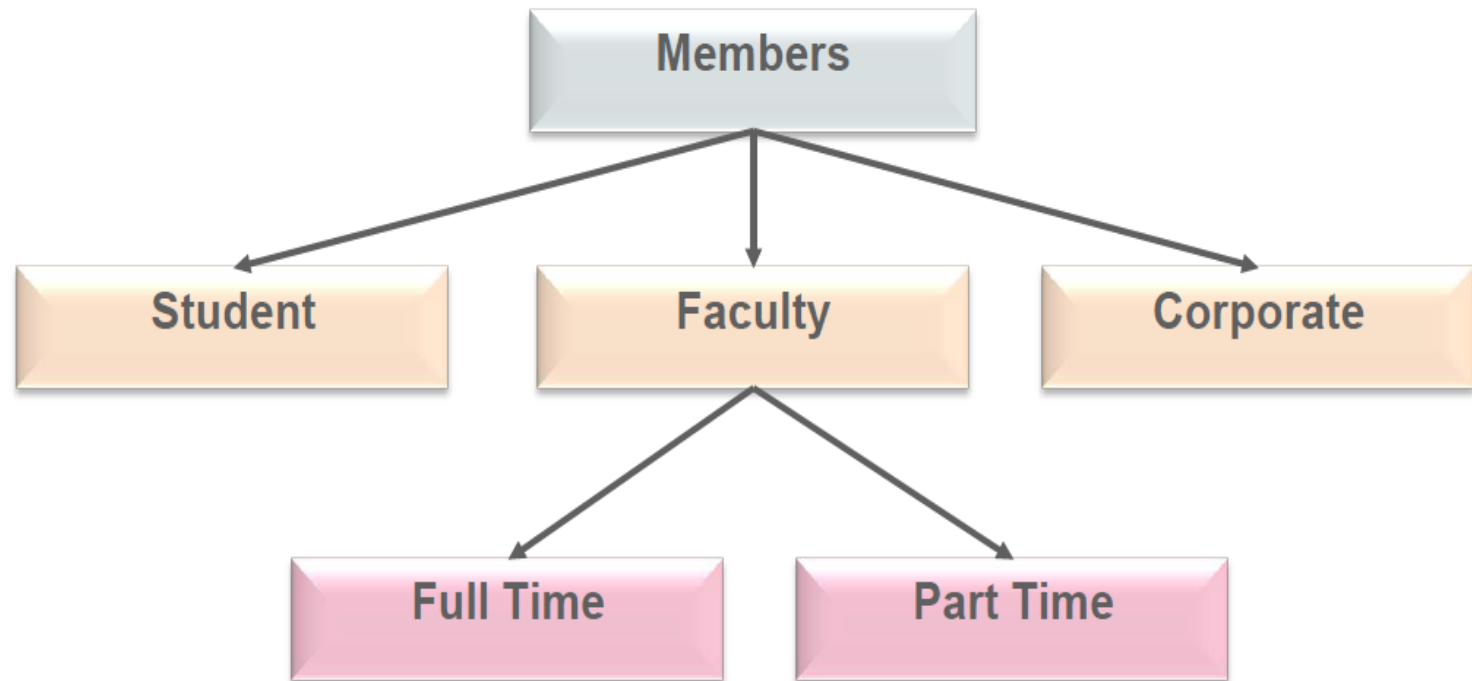 Members
Student
Faculty
Corporate
Full Time
Part Time